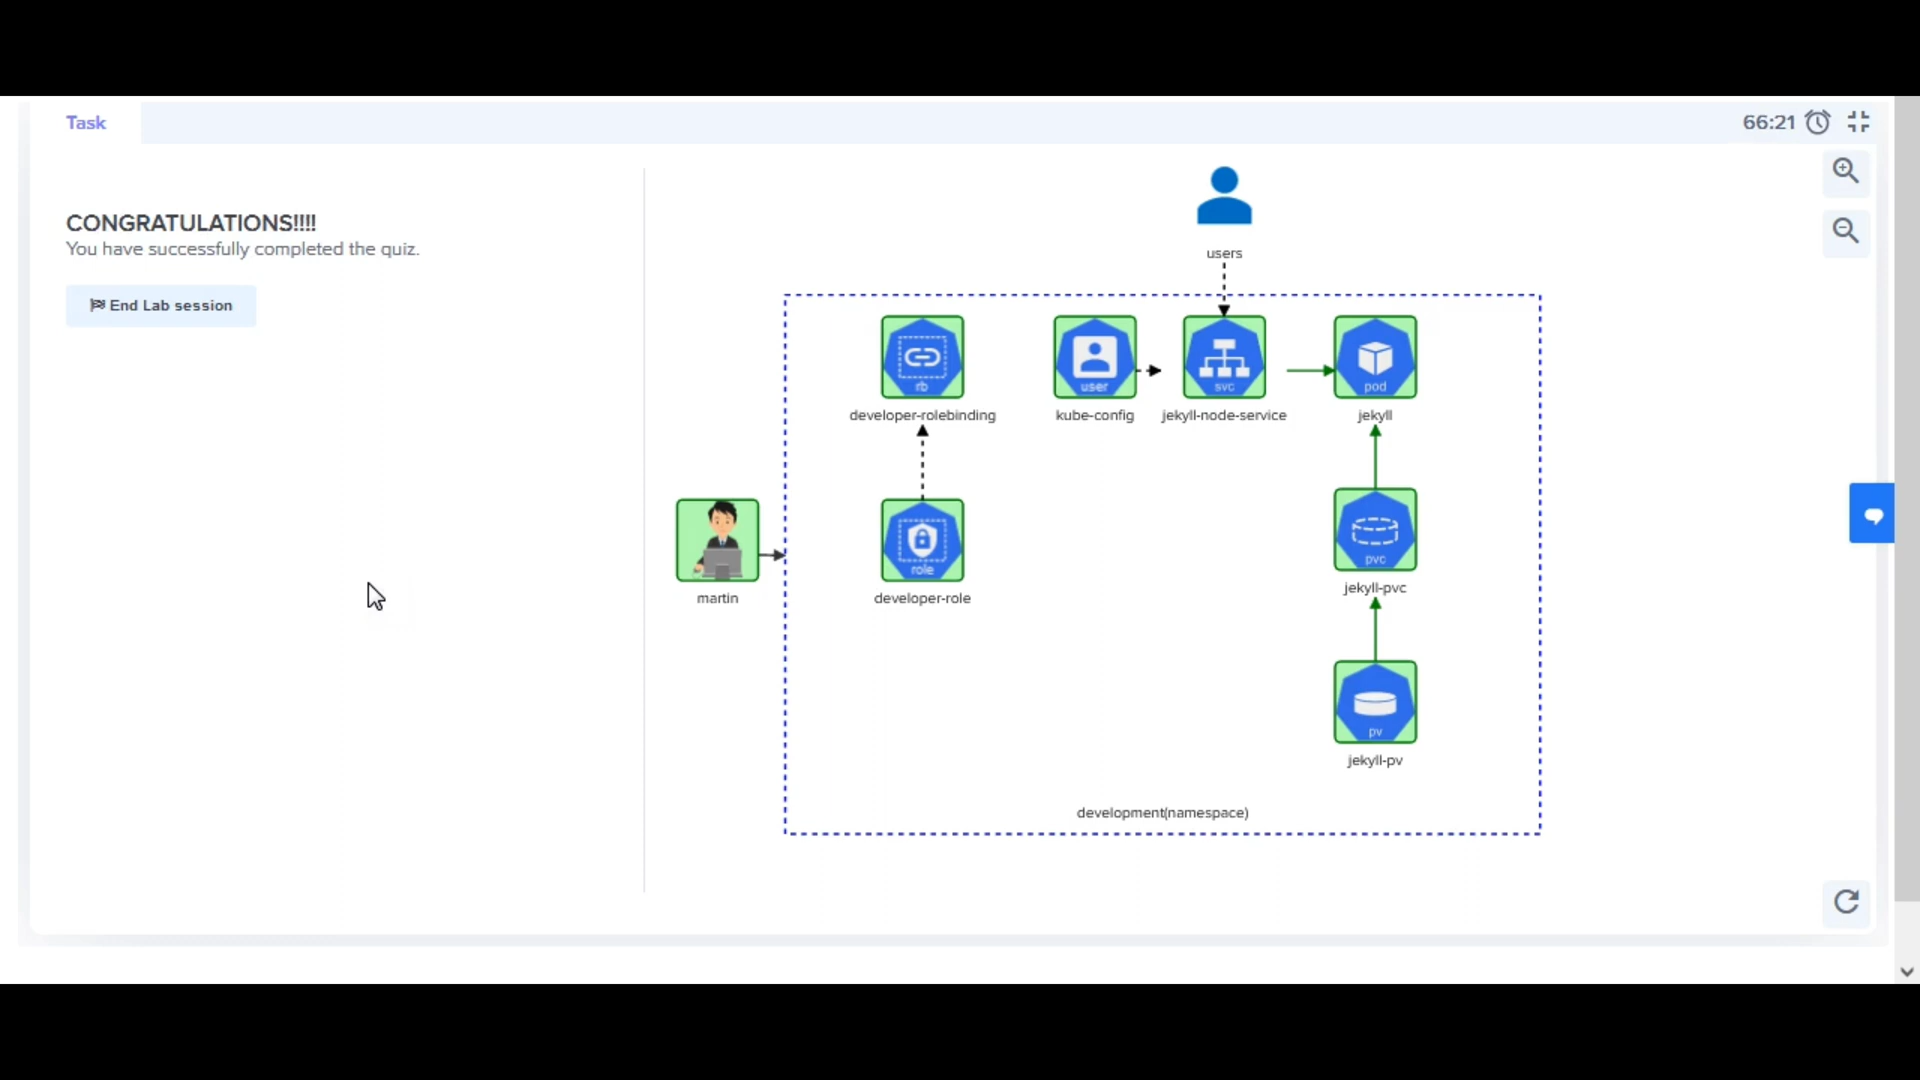 Task
66:21
CONGRATULATIONS!!!!
You have successfully completed the quiz.
End Lab session
users
rb
user
svc
pod
developer-rolebinding
kube-config
jekyll-node-service
jekyll
role
pvc
martin
developer-role
jekyll-pvc
pv
jekyll-pv
development(namespace)